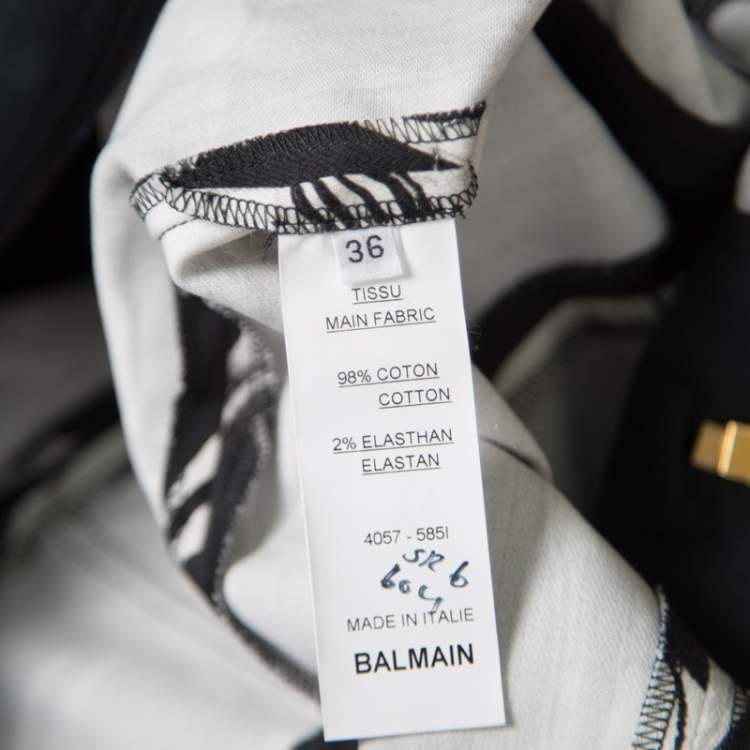 36
TISSU
MAIN FABRIC
98% COTON
COTTON
2% ELASTHAN
ELASTAN
4057 - 585I
MADE IN ITALIE
BALMAIN